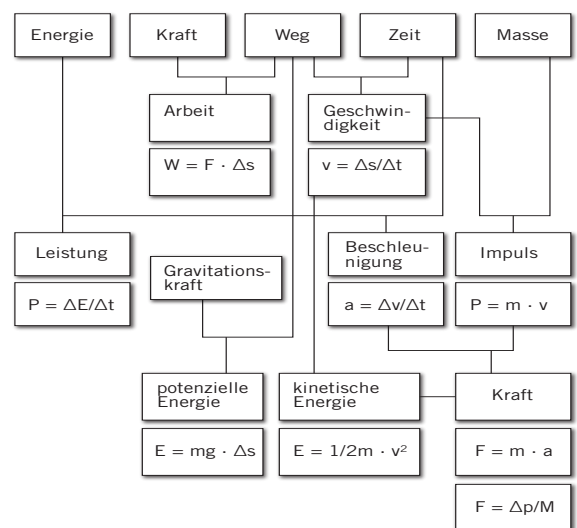 Energie
Kraft
Weg
Zeit
Masse
Arbeit
Geschwin-
digkeit
W = F · Δs
v = Δs/Δt
Leistung
Gravitations-
kraft
Beschleu-
nigung
Impuls
P = ΔE/Δt
a = Δv/Δt
P = m · v
potenzielle
Energie
kinetische
Energie
Kraft
E = mg · Δs
E = 1/2m · v²
F = m · a
F = Δp/M